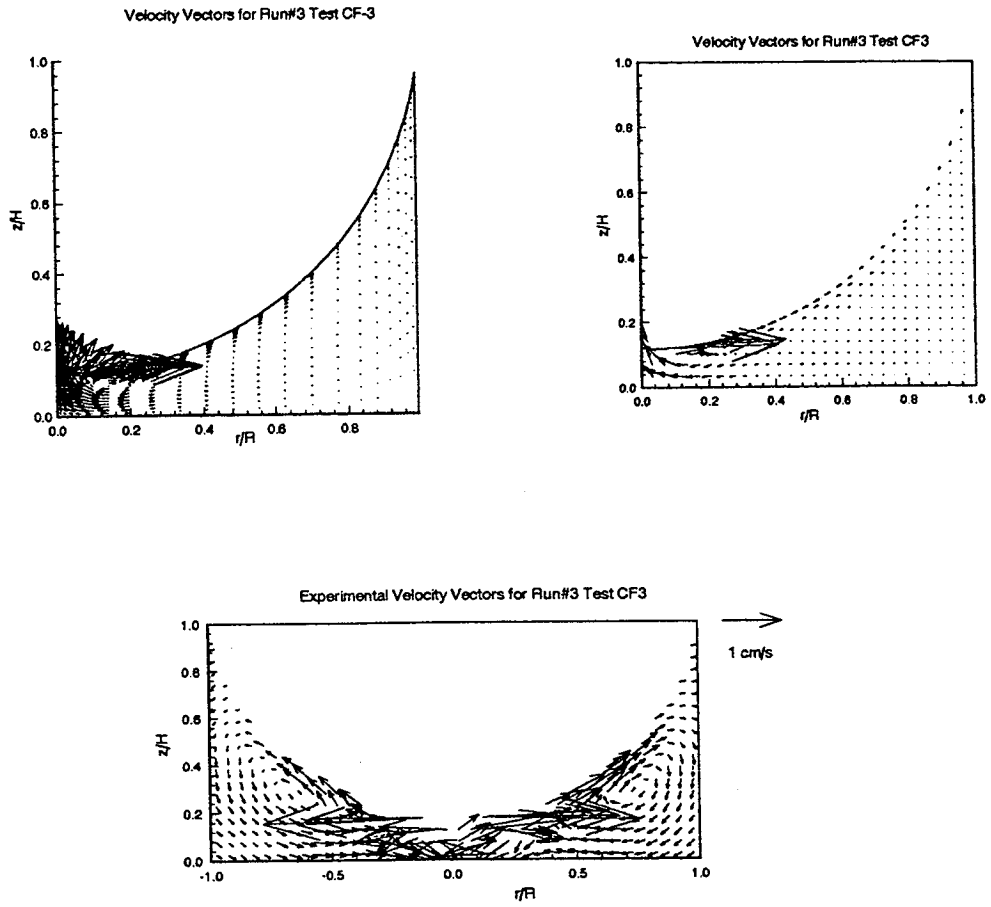 Velocity Vectors for Run#3 Test CF-3
1.0
0.8
0.6
z/H
0.4
0.2
0.0
0.0 0.2 0.4 0.6 0.8
r/R
Velocity Vectors for Run#3 Test CF3
1.0
0.8
0.6
z/H
0.4
0.2
0.0
0.0 0.2 0.4 0.6 0.8 1.0
r/R
Experimental Velocity Vectors for Run#3 Test CF3
1 cm/s
1.0
0.8
0.6
z/H
0.4
0.2
0.0
-1.0 -0.5 0.0 0.5 1.0
r/R